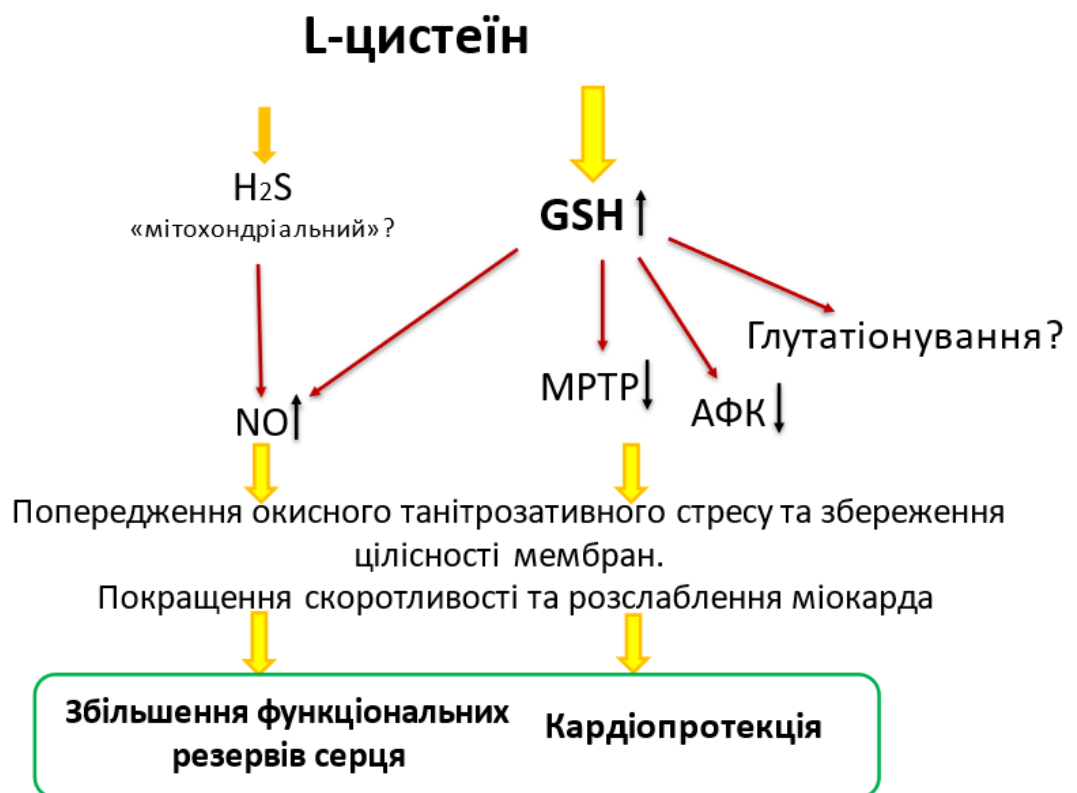 L-цистеїн
H2S
«мітохондріальний»?
GSH
Глутатіонування?
МРТР
АФК
NO
Попередження окисного танітрозативного стресу та збереження
цілісності мембран.
Покращення скоротливості та розслаблення міокарда
Збільшення функціональних
резервів серця
Кардіопротекція